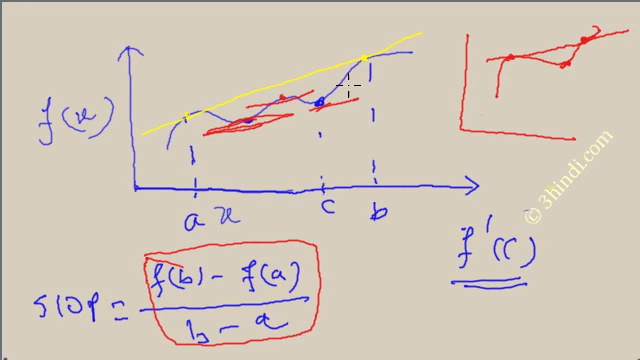 f(x)
a x c b
© 3hindi.com
f'(c)
slop = f(b) - f(a)
b - a